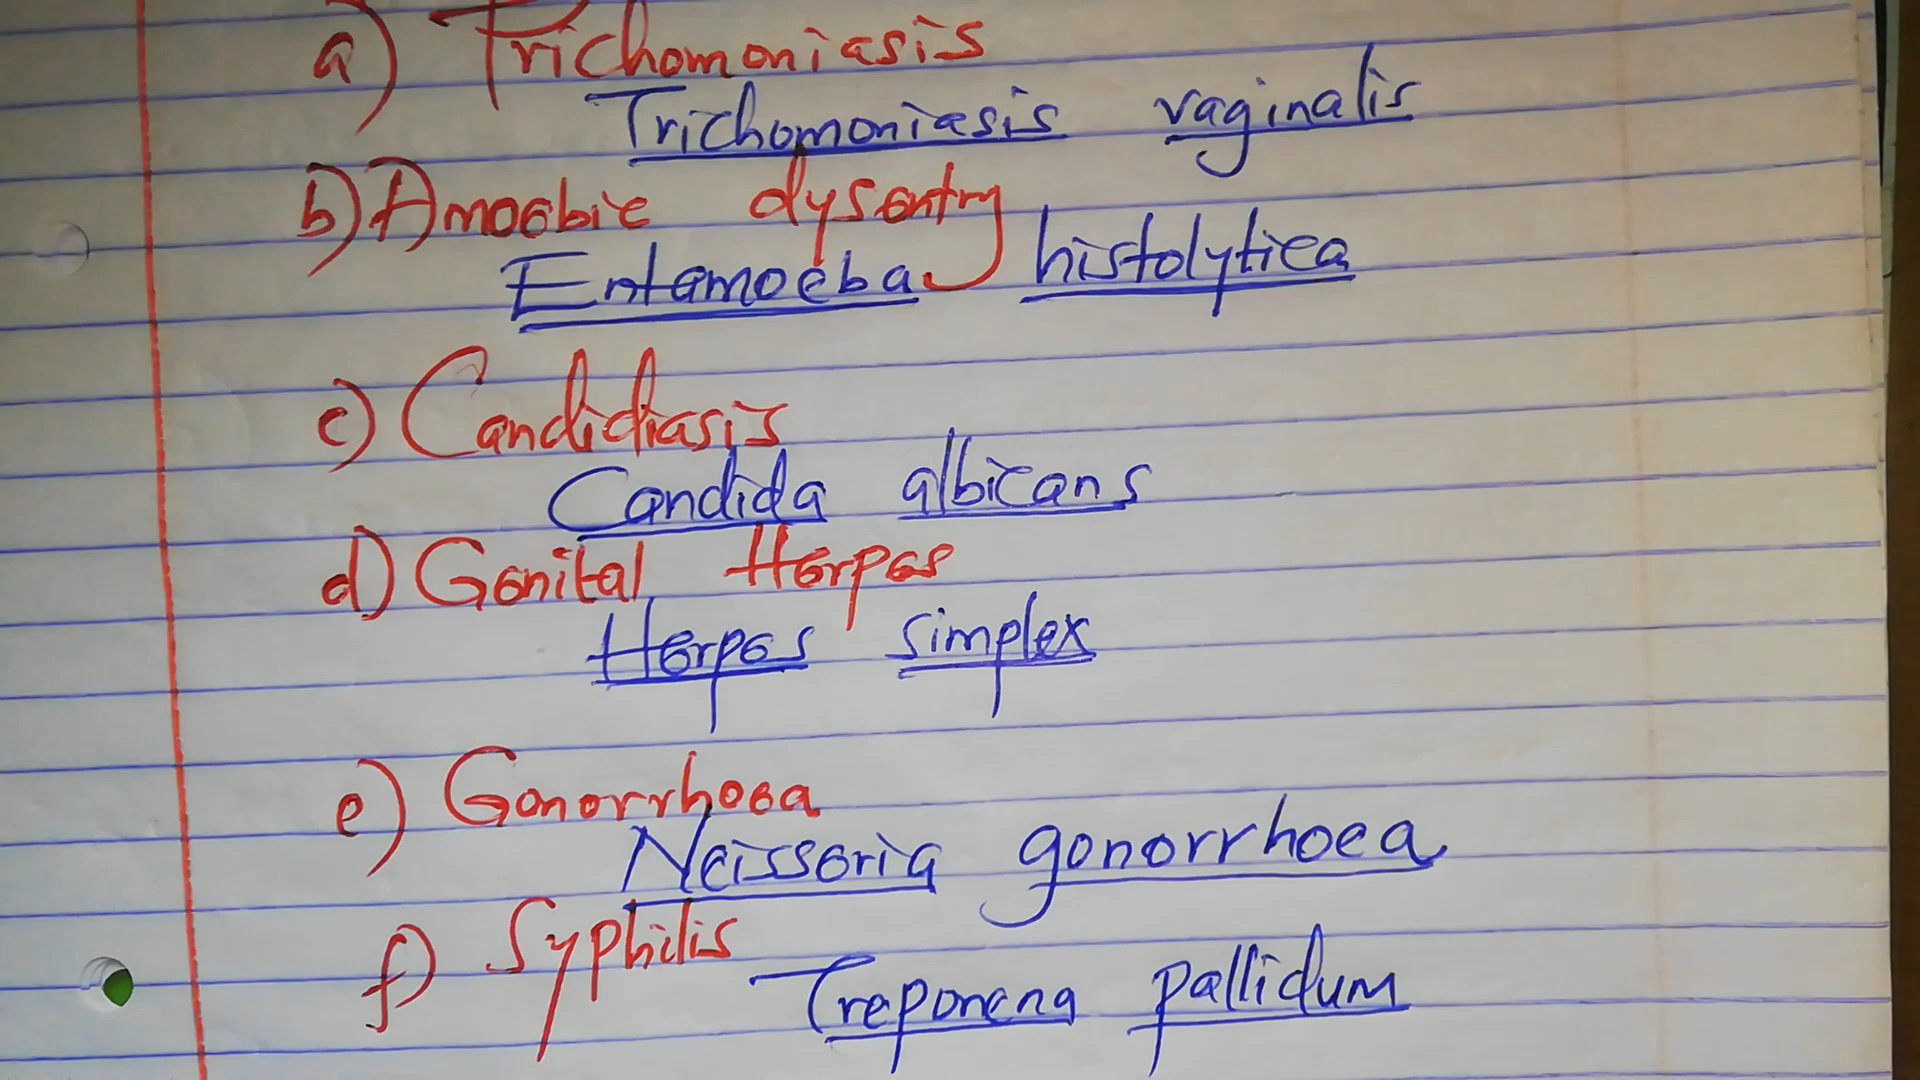 a) Trichomoniasis
Trichomoniasis vaginalis
b) Amoebic dysentry
Entamoeba histolytica
c) Candidiasis
Candida albicans
d) Genital Herpes
Herpes simplex
e) Gonorrhoea
Neisseria gonorrhoea
f) Syphilis
Treponena pallidum